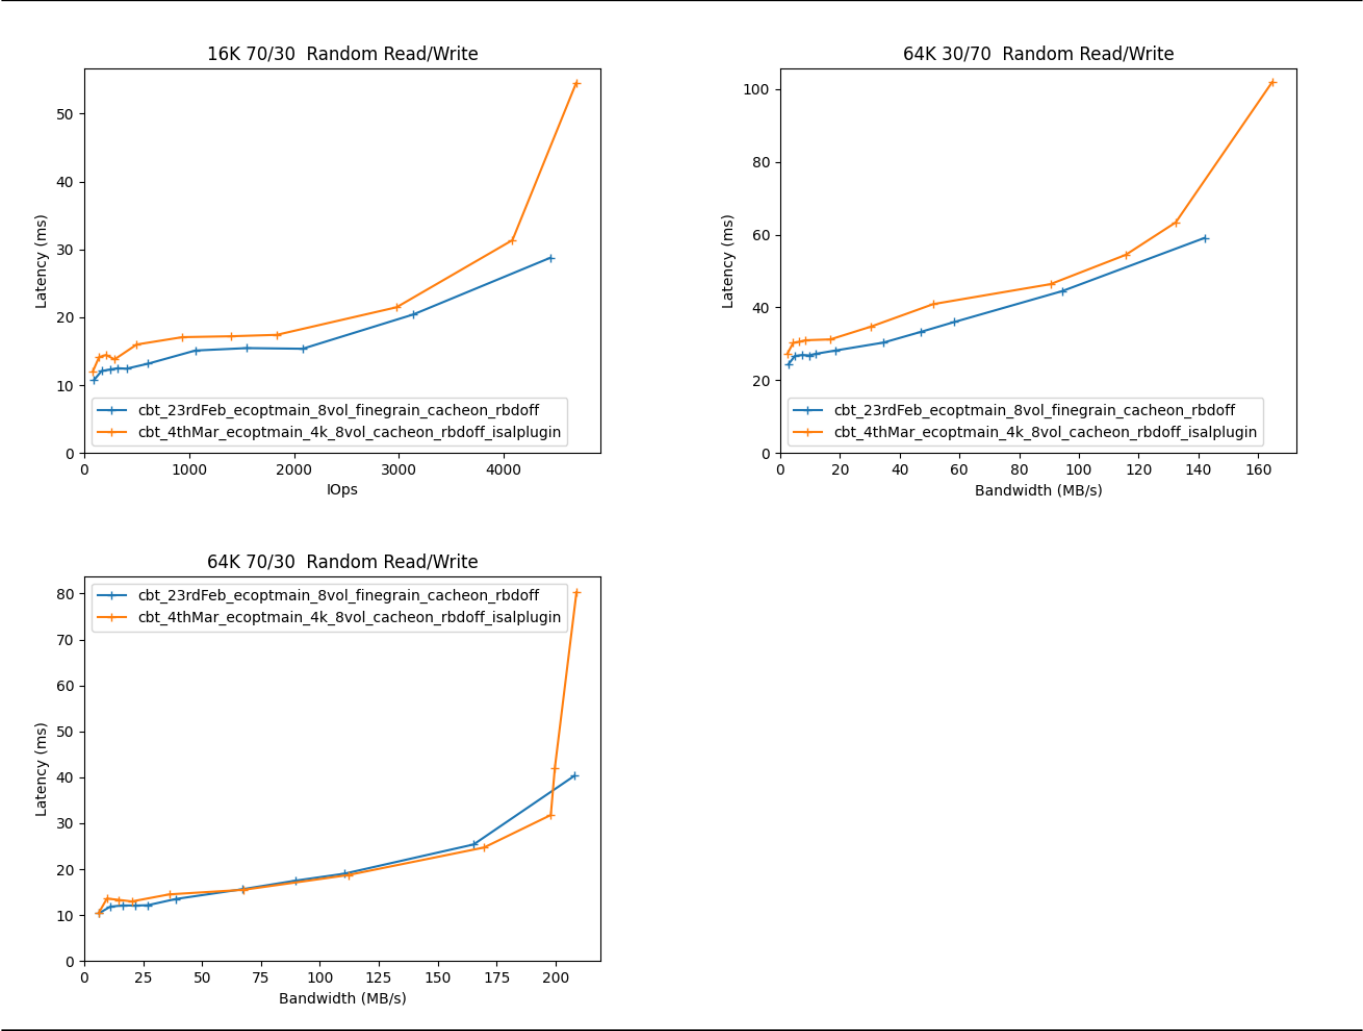 16K 70/30 Random Read/Write
Latency (ms)
50
40
30
20
10
0
cbt_23rdFeb_ecoptmain_8vol_finegrain_cacheon_rbdoff
cbt_4thMar_ecoptmain_4k_8vol_cacheon_rbdoff_isalplugin
0 1000 2000 3000 4000
IOps
64K 30/70 Random Read/Write
Latency (ms)
100
80
60
40
20
0
cbt_23rdFeb_ecoptmain_8vol_finegrain_cacheon_rbdoff
cbt_4thMar_ecoptmain_4k_8vol_cacheon_rbdoff_isalplugin
0 20 40 60 80 100 120 140 160
Bandwidth (MB/s)
64K 70/30 Random Read/Write
cbt_23rdFeb_ecoptmain_8vol_finegrain_cacheon_rbdoff
cbt_4thMar_ecoptmain_4k_8vol_cacheon_rbdoff_isalplugin
Latency (ms)
80
70
60
50
40
30
20
10
0
0 25 50 75 100 125 150 175 200
Bandwidth (MB/s)